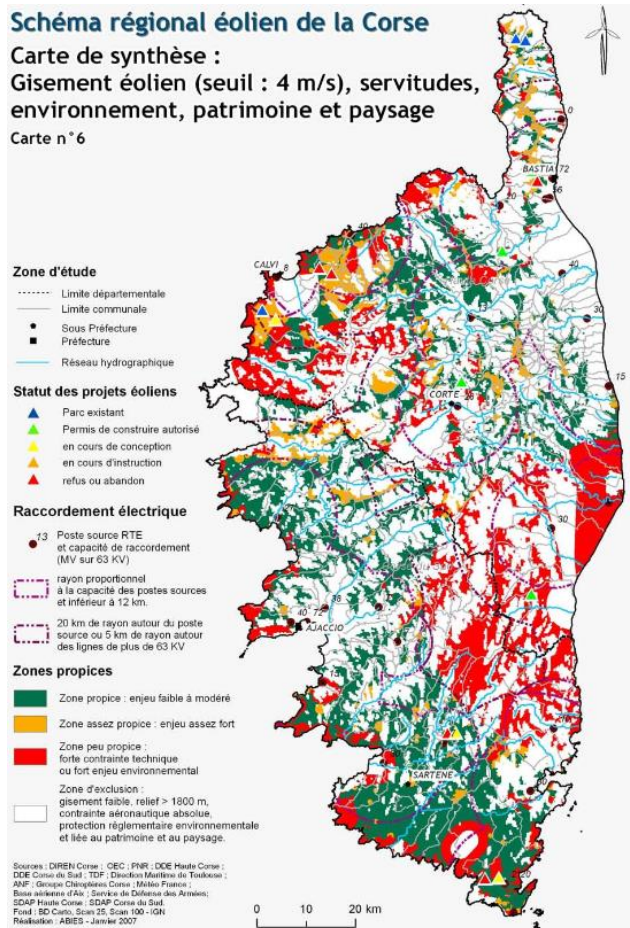 Schéma régional éolien de la Corse
Carte de synthèse :
Gisement éolien (seuil : 4 m/s), servitudes,
environnement, patrimoine et paysage
Carte n°6
0
BASTIA 72
20
40
CALVI 8
40
30
Zone d'étude
Limite départementale
Limite communale
Sous Préfecture
Préfecture
Réseau hydrographique
15
CORTE
Statut des projets éoliens
Parc existant
Permis de construire autorisé
en cours de conception
en cours d'instruction
refus ou abandon
Raccordement électrique
13 Poste source RTE
et capacité de raccordement
(MV sur 63 KV)
30
rayon proportionnel
à la capacité des postes sources
et inférieur à 12 km.
20 km de rayon autour du poste
source ou 5 km de rayon autour
des lignes de plus de 63 KV
40 72
AJACCIO
Zones propices
Zone propice : enjeu faible à modéré
Zone assez propice : enjeu assez fort
Zone peu propice :
forte contrainte technique
ou fort enjeu environnemental
Zone d'exclusion :
gisement faible, relief > 1800 m,
contrainte aéronautique absolue,
protection réglementaire environnementale
et liée au patrimoine et au paysage.
SARTENE
Sources : DIREN Corse ; OEC ; PNR ; DDE Haute Corse ;
DDE Corse du Sud ; TDF ; Direction Maritime de Toulouse ;
ANF ; Groupe Chiroptères Corse ; Météo France ;
Base aérienne d'Aix ; Service de Défense des Armées;
SDAP Haute Corse ; SDAP Corse du Sud.
Fond : BD Carto, Scan 25, Scan 100 - IGN
Réalisation : ABIES - Janvier 2007
0 10 20 km